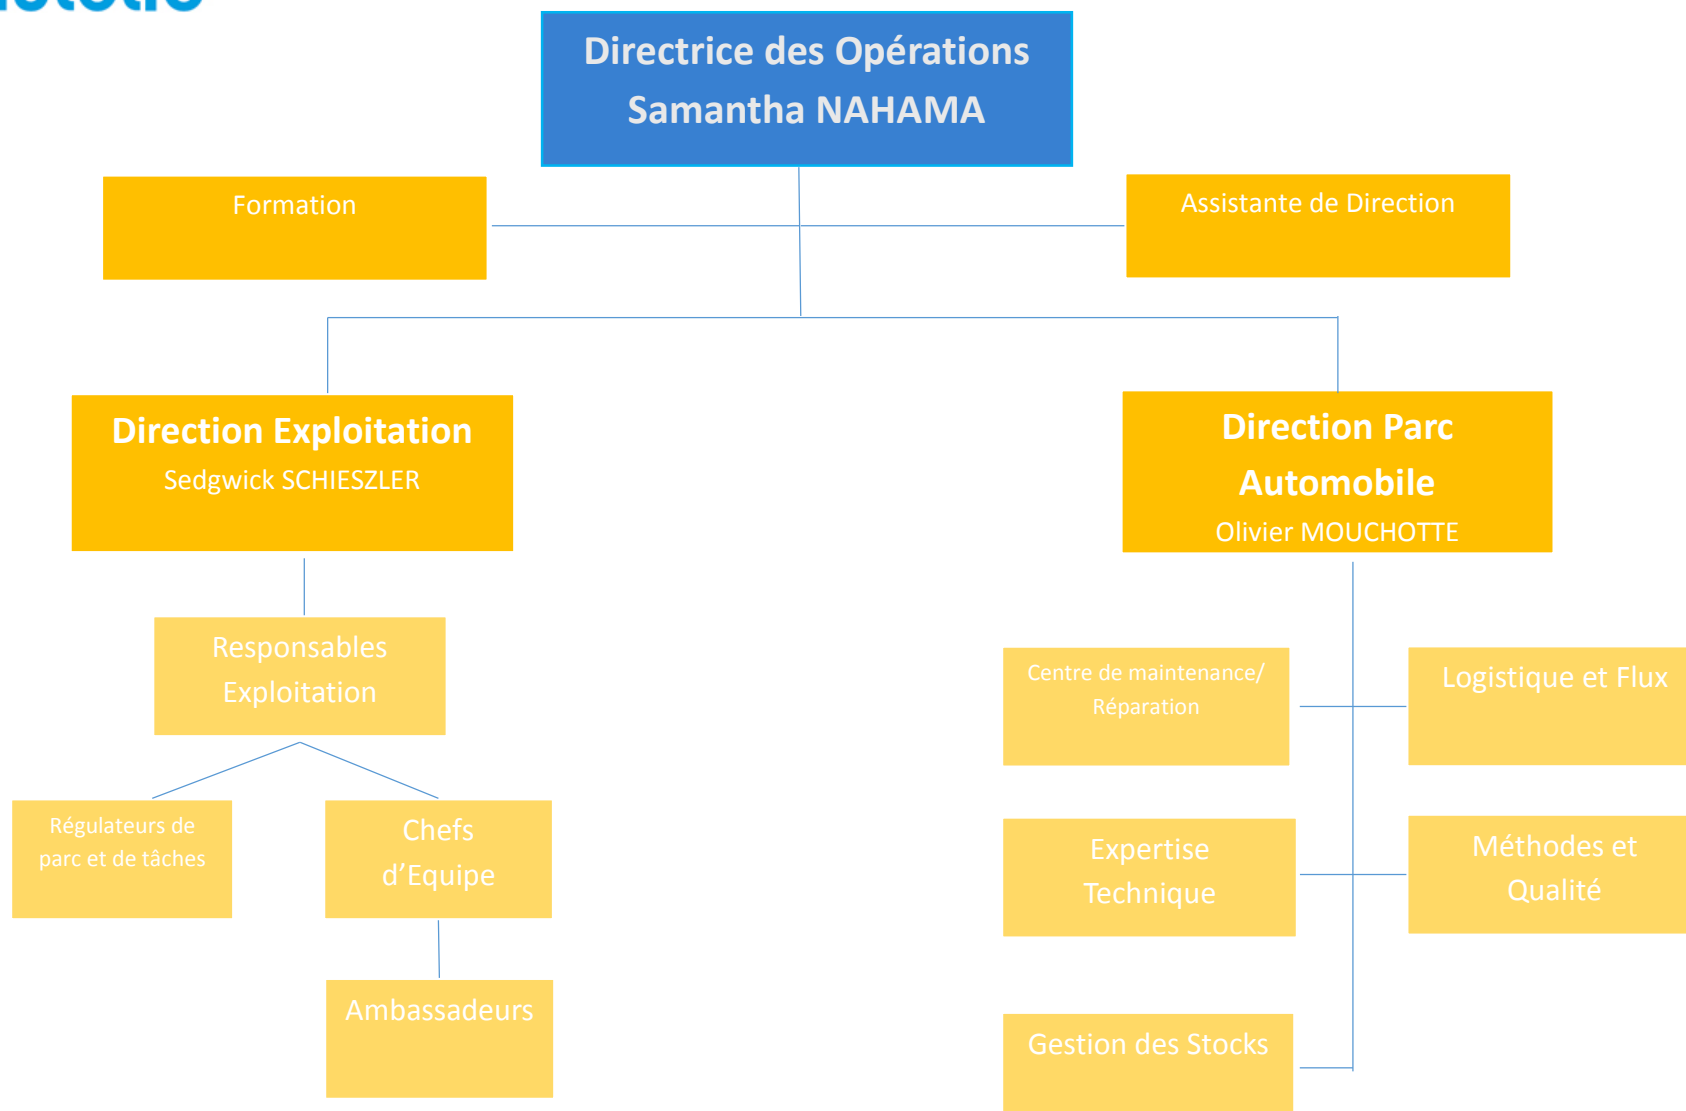 Directrice des Opérations
Samantha NAHAMA
Formation
Assistante de Direction
Direction Exploitation
Sedgwick SCHIESZLER
Direction Parc
Automobile
Olivier MOUCHOTTE
Responsables
Exploitation
Centre de maintenance/
Réparation
Logistique et Flux
Régulateurs de
parc et de tâches
Chefs
d’Equipe
Expertise
Technique
Méthodes et
Qualité
Ambassadeurs
Gestion des Stocks